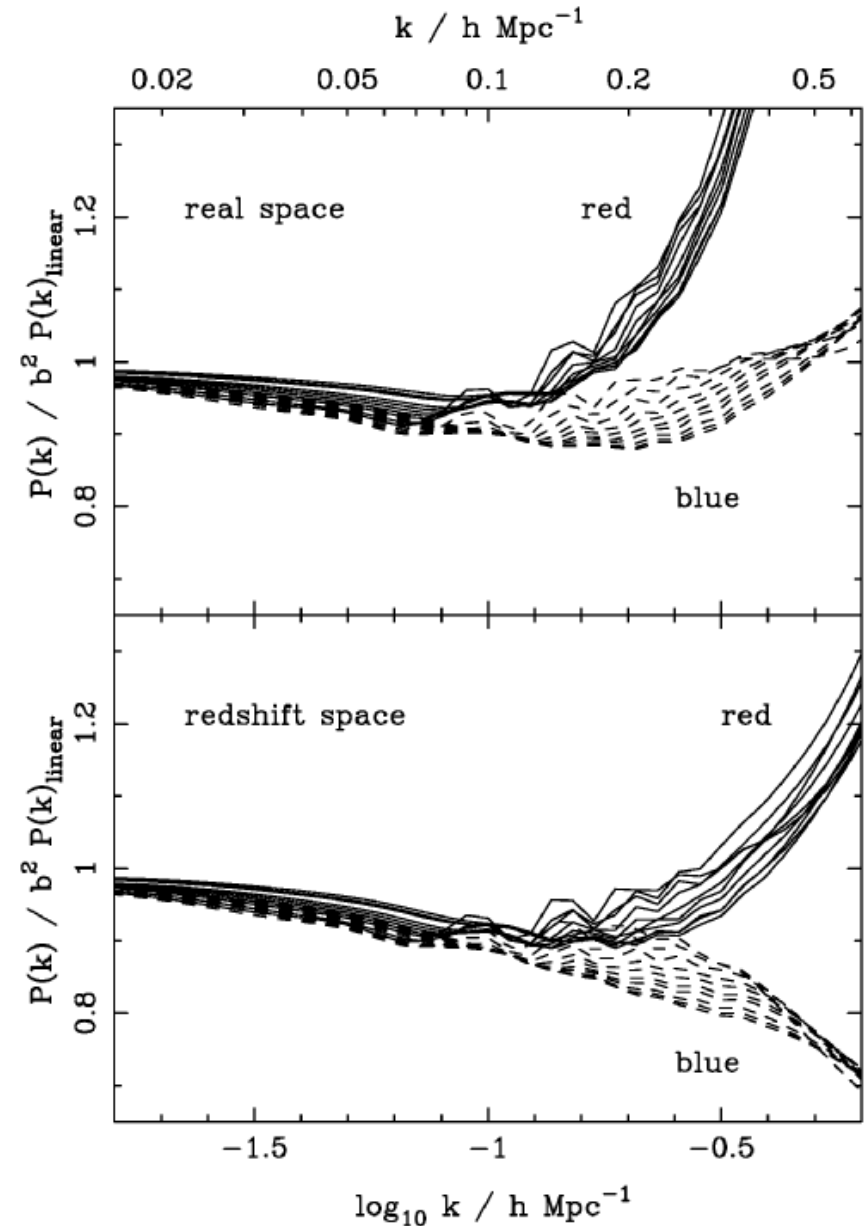 k / h Mpc⁻¹
0.02 0.05 0.1 0.2 0.5
real space red
1.2
1
0.8
P(k) / b² P(k)linear
blue
redshift space red
1.2
1
0.8
P(k) / b² P(k)linear
blue
−1.5 −1 −0.5
log₁₀ k / h Mpc⁻¹